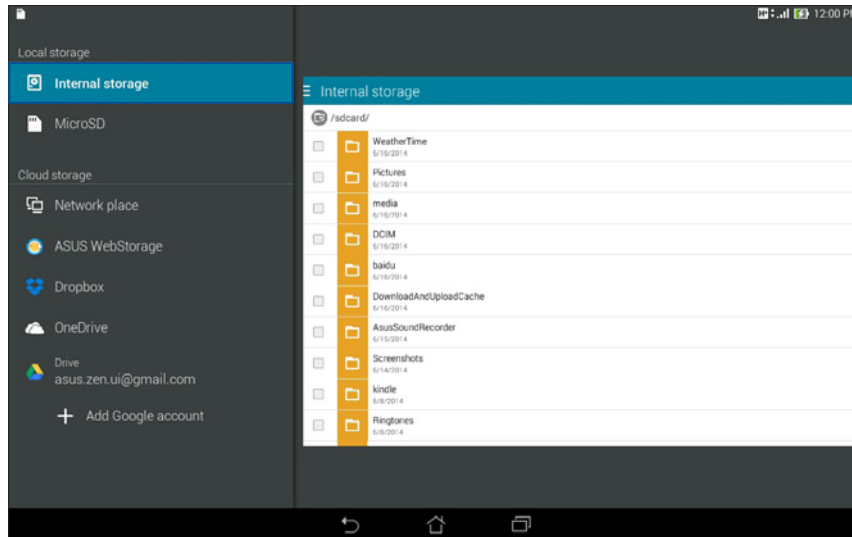 12:00 PM
Local storage
Internal storage
MicroSD
Cloud storage
Network place
ASUS WebStorage
Dropbox
OneDrive
Drive
asus.zen.ui@gmail.com
Add Google account
Internal storage
/sdcard/
WeatherTime
6/16/2014
Pictures
6/16/2014
media
6/16/2014
DCIM
6/16/2014
baidu
6/16/2014
DownloadAndUploadCache
6/16/2014
AsusSoundRecorder
6/15/2014
Screenshots
6/14/2014
kindle
6/8/2014
Ringtones
6/8/2014